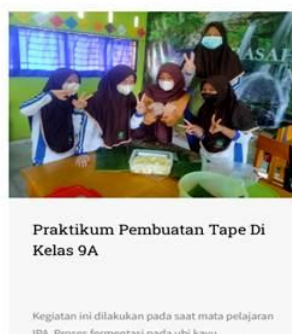 ASAH
Praktikum Pembuatan Tape Di
Kelas 9A
Kegiatan ini dilakukan pada saat mata pelajaran
IPA. Proses fermentasi pada ubi kayu